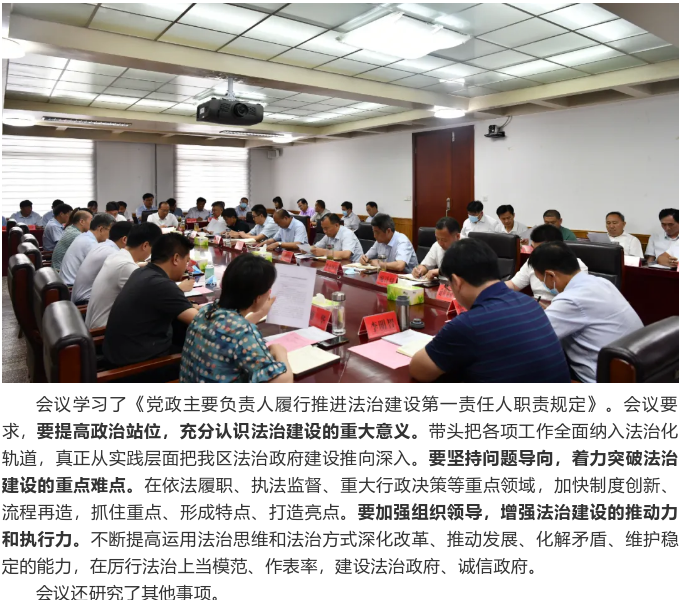 会议学习了《党政主要负责人履行推进法治建设第一责任人职责规定》。会议要
求，要提高政治站位，充分认识法治建设的重大意义。带头把各项工作全面纳入法治化
轨道，真正从实践层面把我区法治政府建设推向深入。要坚持问题导向，着力突破法治
建设的重点难点。在依法履职、执法监督、重大行政决策等重点领域，加快制度创新、
流程再造，抓住重点、形成特点、打造亮点。要加强组织领导，增强法治建设的推动力
和执行力。不断提高运用法治思维和法治方式深化改革、推动发展、化解矛盾、维护稳
定的能力，在厉行法治上当模范、作表率，建设法治政府、诚信政府。
会议还研究了其他事项。